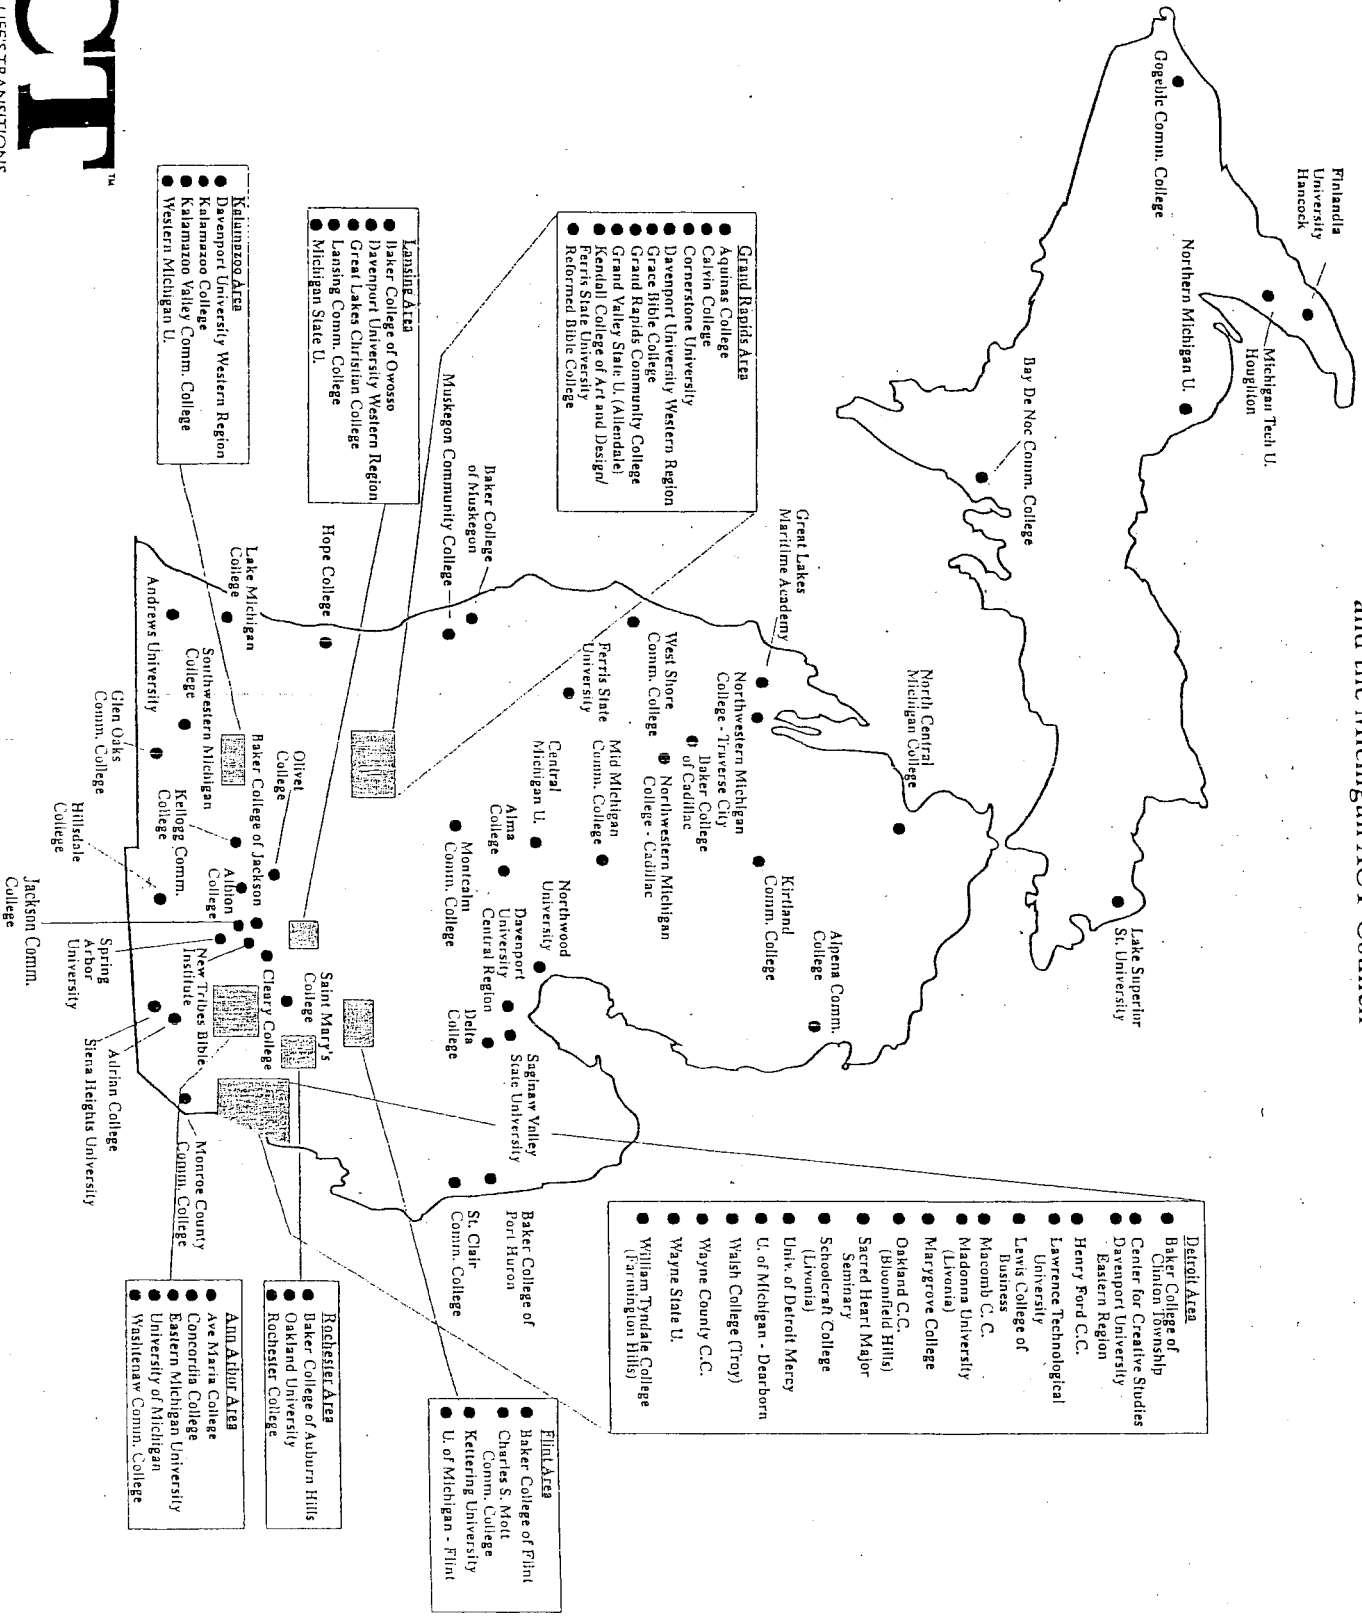 and the Michigan ACT Council
Finlandia
University
Hancock
Gogebic Comm. College
Michigan Tech U.
Houghton
Northern Michigan U.
Bay De Noc Comm. College
Lake Superior
St. University
North Central
Michigan College
Great Lakes
Maritime Academy
Northwestern Michigan
College - Traverse City
Alpena Comm.
College
Kirtland
Comm. College
Baker College
of Cadillac
Northwestern Michigan
College - Cadillac
West Shore
Comm. College
Mid Michigan
Comm. College
Ferris State
University
Central
Michigan U.
Northwood
University
Alma
College
Davenport
University
Central Region
Saginaw Valley
State University
Delta
College
Montcalm
Comm. College
Baker College
of Muskegon
Muskegon Community College
Baker College of
Port Huron
St. Clair
Comm. College
Hope College
Saint Mary's
College
Olivet
College
Cleary College
Baker College of Jackson
Lake Michigan
College
Albion
College
New Tribes Bible
Institute
Kellogg Comm.
College
Southwestern Michigan
College
Andrews University
Glen Oaks
Comm. College
Hillsdale
College
Jackson Comm.
College
Spring
Arbor
University
Adrian College
Siena Heights University
Monroe County
Comm. College
Grand Rapids Area
Aquinas College
Calvin College
Cornerstone University
Davenport University Western Region
Grace Bible College
Grand Rapids Community College
Grand Valley State U. (Allendale)
Kendall College of Art and Design/
Ferris State University
Reformed Bible College
Lansing Area
Baker College of Owosso
Davenport University Western Region
Great Lakes Christian College
Lansing Comm. College
Michigan State U.
Kalamazoo Area
Davenport University Western Region
Kalamazoo College
Kalamazoo Valley Comm. College
Western Michigan U.
Detroit Area
Baker College of
Clinton Township
Center for Creative Studies
Davenport University
Eastern Region
Henry Ford C.C.
Lawrence Technological
University
Lewis College of
Business
Macomb C. C.
Madonna University
(Livonia)
Marygrove College
Oakland C.C.
(Bloomfield Hills)
Sacred Heart Major
Seminary
Schoolcraft College
(Livonia)
Univ. of Detroit Mercy
U. of Michigan - Dearborn
Walsh College (Troy)
Wayne County C.C.
Wayne State U.
William Tyndale College
(Farmington Hills)
Flint Area
Baker College of Flint
Charles S. Mott
Comm. College
Kettering University
U. of Michigan - Flint
Rochester Area
Baker College of Auburn Hills
Oakland University
Rochester College
Ann Arbor Area
Ave Maria College
Concordia College
Eastern Michigan University
University of Michigan
Washtenaw Comm. College
CT™
LIFE'S TRANSITIONS